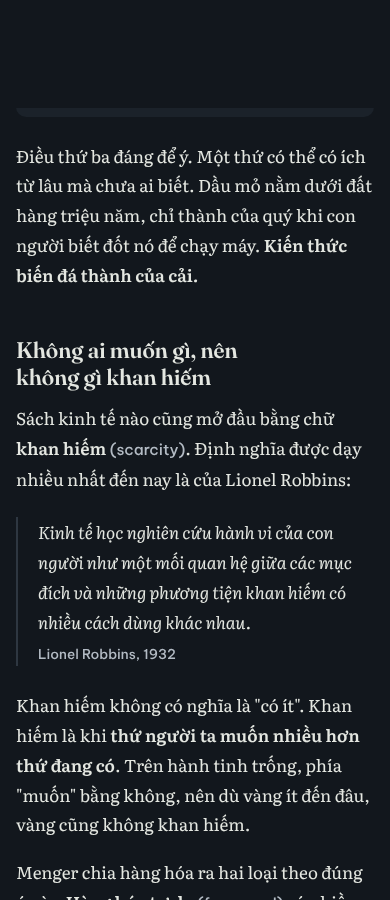 Điều thứ ba đáng để ý. Một thứ có thể có ích
từ lâu mà chưa ai biết. Dầu mỏ nằm dưới đất
hàng triệu năm, chỉ thành của quý khi con
người biết đốt nó để chạy máy. Kiến thức
biến đá thành của cải.
Không ai muốn gì, nên
không gì khan hiếm
Sách kinh tế nào cũng mở đầu bằng chữ
khan hiếm (scarcity). Định nghĩa được dạy
nhiều nhất đến nay là của Lionel Robbins:
Kinh tế học nghiên cứu hành vi của con
người như một mối quan hệ giữa các mục
đích và những phương tiện khan hiếm có
nhiều cách dùng khác nhau.
Lionel Robbins, 1932
Khan hiếm không có nghĩa là "có ít". Khan
hiếm là khi thứ người ta muốn nhiều hơn
thứ đang có. Trên hành tinh trống, phía
"muốn" bằng không, nên dù vàng ít đến đâu,
vàng cũng không khan hiếm.
Menger chia hàng hóa ra hai loại theo đúng